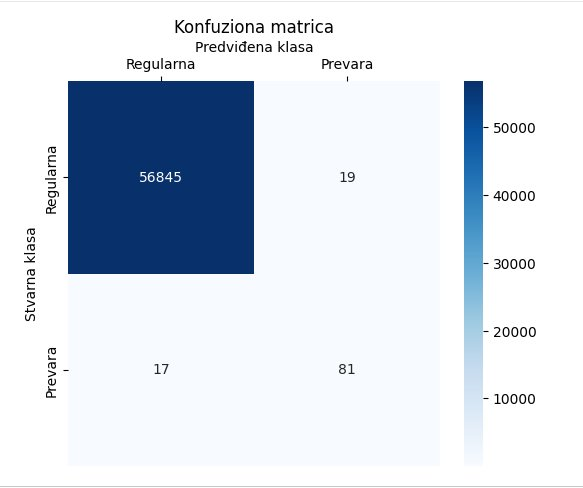 Konfuziona matrica
Predviđena klasa
Regularna Prevara
Stvarna klasa
Regularna
56845 19
Prevara
17 81
50000
40000
30000
20000
10000